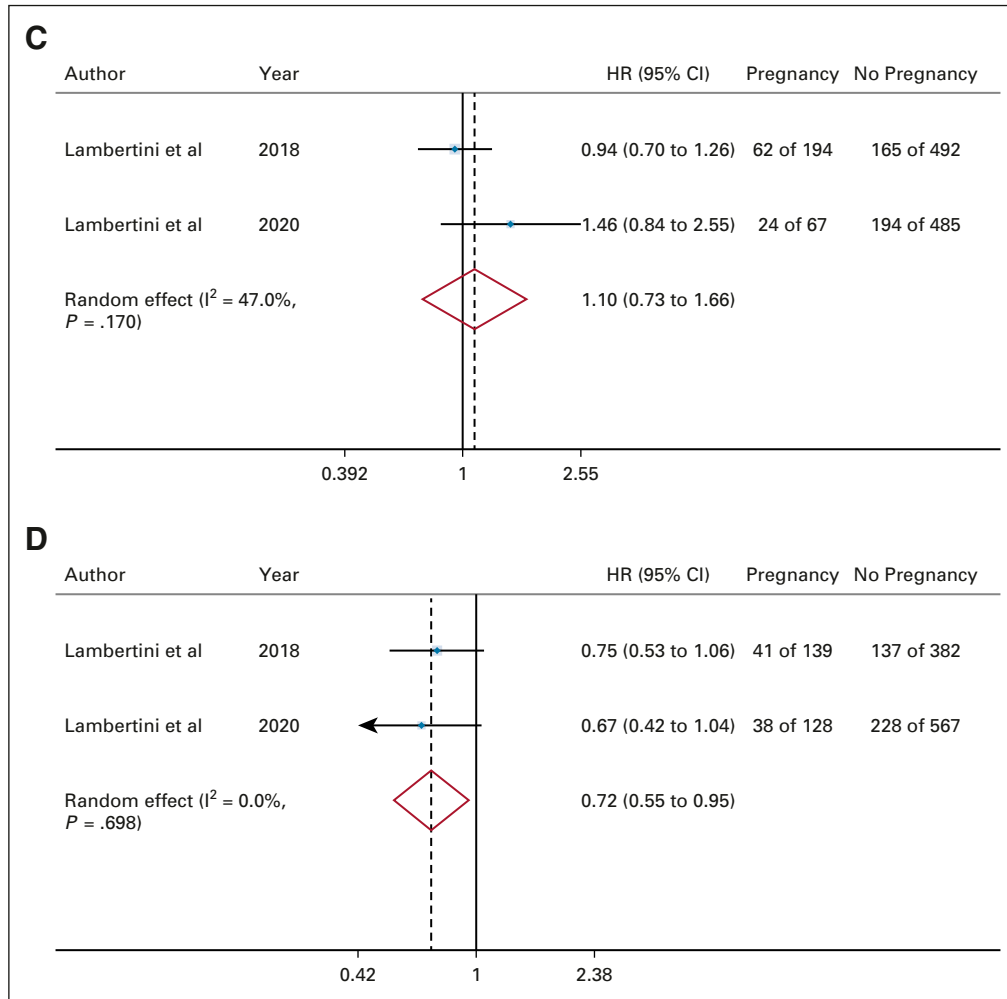 C
Author Year HR (95% CI) Pregnancy No Pregnancy
Lambertini et al 2018 0.94 (0.70 to 1.26) 62 of 194 165 of 492
Lambertini et al 2020 1.46 (0.84 to 2.55) 24 of 67 194 of 485
Random effect (I² = 47.0%, 1.10 (0.73 to 1.66)
P = .170)
0.392 1 2.55
D
Author Year HR (95% CI) Pregnancy No Pregnancy
Lambertini et al 2018 0.75 (0.53 to 1.06) 41 of 139 137 of 382
Lambertini et al 2020 0.67 (0.42 to 1.04) 38 of 128 228 of 567
Random effect (I² = 0.0%, 0.72 (0.55 to 0.95)
P = .698)
0.42 1 2.38